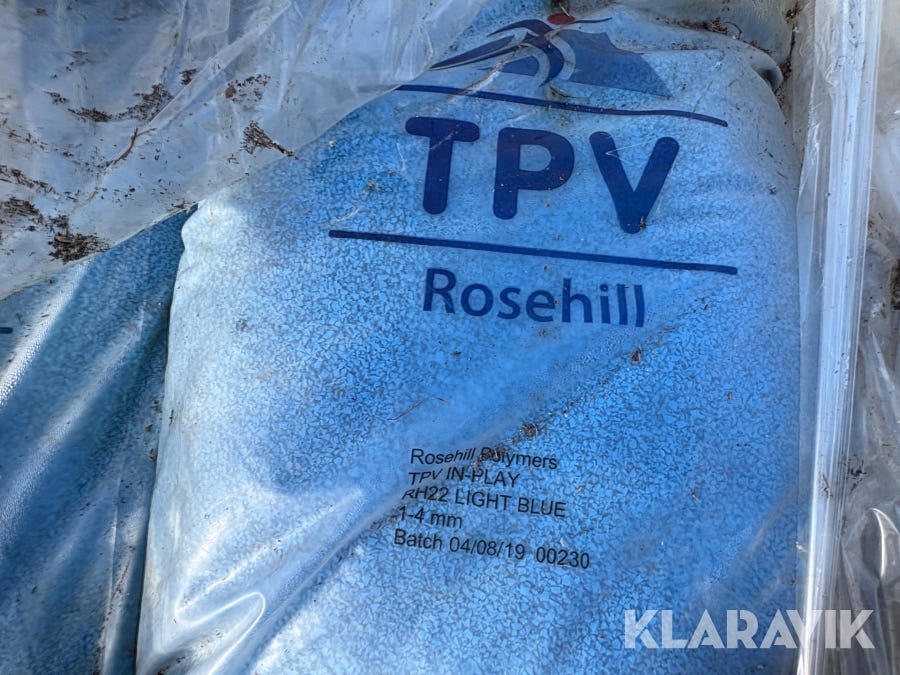 TPV
Rosehill
Rosehill Polymers
TPV IN-PLAY
RH22 LIGHT BLUE
1-4 mm
Batch 04/08/19 00230
KLARAVIK